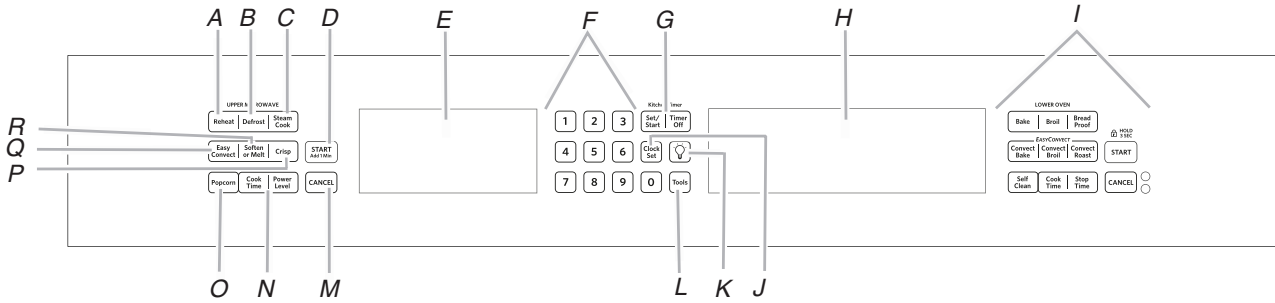 A B C D E F G H I
UPPER MICROWAVE
Reheat Defrost Steam Cook
Easy Convect Soften or Melt Crisp
START Add 1 Min
Popcorn Cook Time Power Level
CANCEL
1 2 3
4 5 6
7 8 9 0
Kitchen Timer
Set/ Start Timer Off
Clock Set
Tools
LOWER OVEN
Bake Broil Bread Proof
EASYCONVECT
Convect Bake Convect Broil Convect Roast
HOLD 3 SEC
START
Self Clean Cook Time Stop Time
CANCEL
R
Q
P
O N M L K J